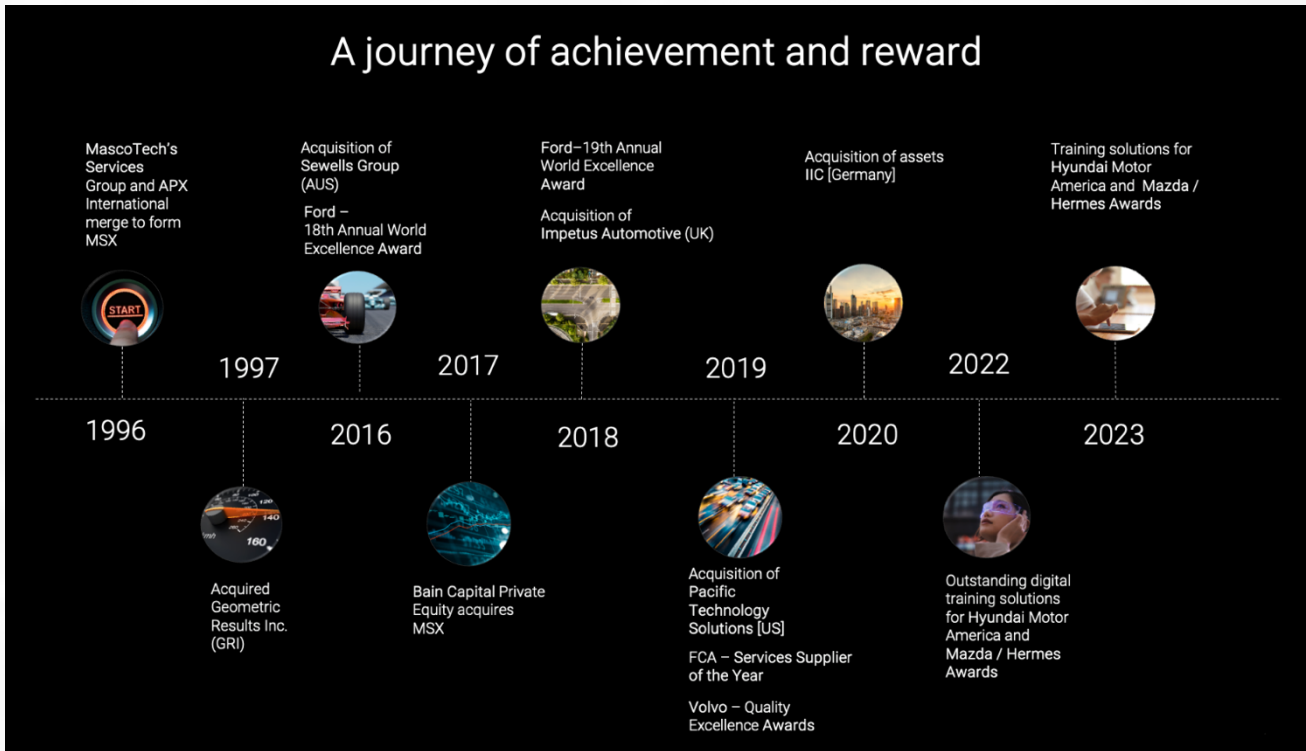 A journey of achievement and reward
MascoTech's
Services
Group and APX
International
merge to form
MSX
Acquisition of
Sewells Group
(AUS)
Ford –
18th Annual World
Excellence Award
Ford–19th Annual
World Excellence
Award
Acquisition of
Impetus Automotive (UK)
Acquisition of assets
IIC [Germany]
Training solutions for
Hyundai Motor
America and Mazda /
Hermes Awards
START
1997
2017
2019
2022
1996
2016
2018
2020
2023
120
140
160
Acquired
Geometric
Results Inc.
(GRI)
Bain Capital Private
Equity acquires
MSX
Acquisition of
Pacific
Technology
Solutions [US]
FCA – Services Supplier
of the Year
Volvo – Quality
Excellence Awards
Outstanding digital
training solutions
for Hyundai Motor
America and
Mazda / Hermes
Awards